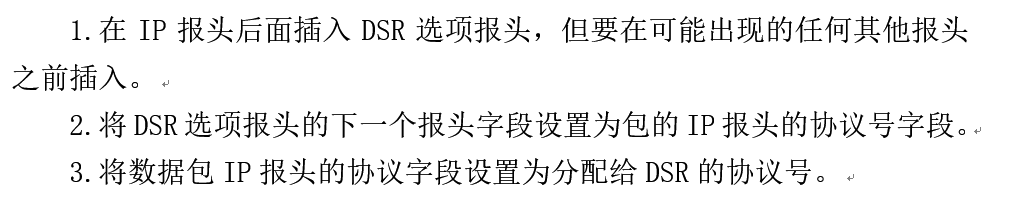 1.在 IP 报头后面插入 DSR 选项报头，但要在可能出现的任何其他报头
之前插入。
2.将 DSR 选项报头的下一个报头字段设置为包的 IP 报头的协议号字段。
3.将数据包 IP 报头的协议字段设置为分配给 DSR 的协议号。